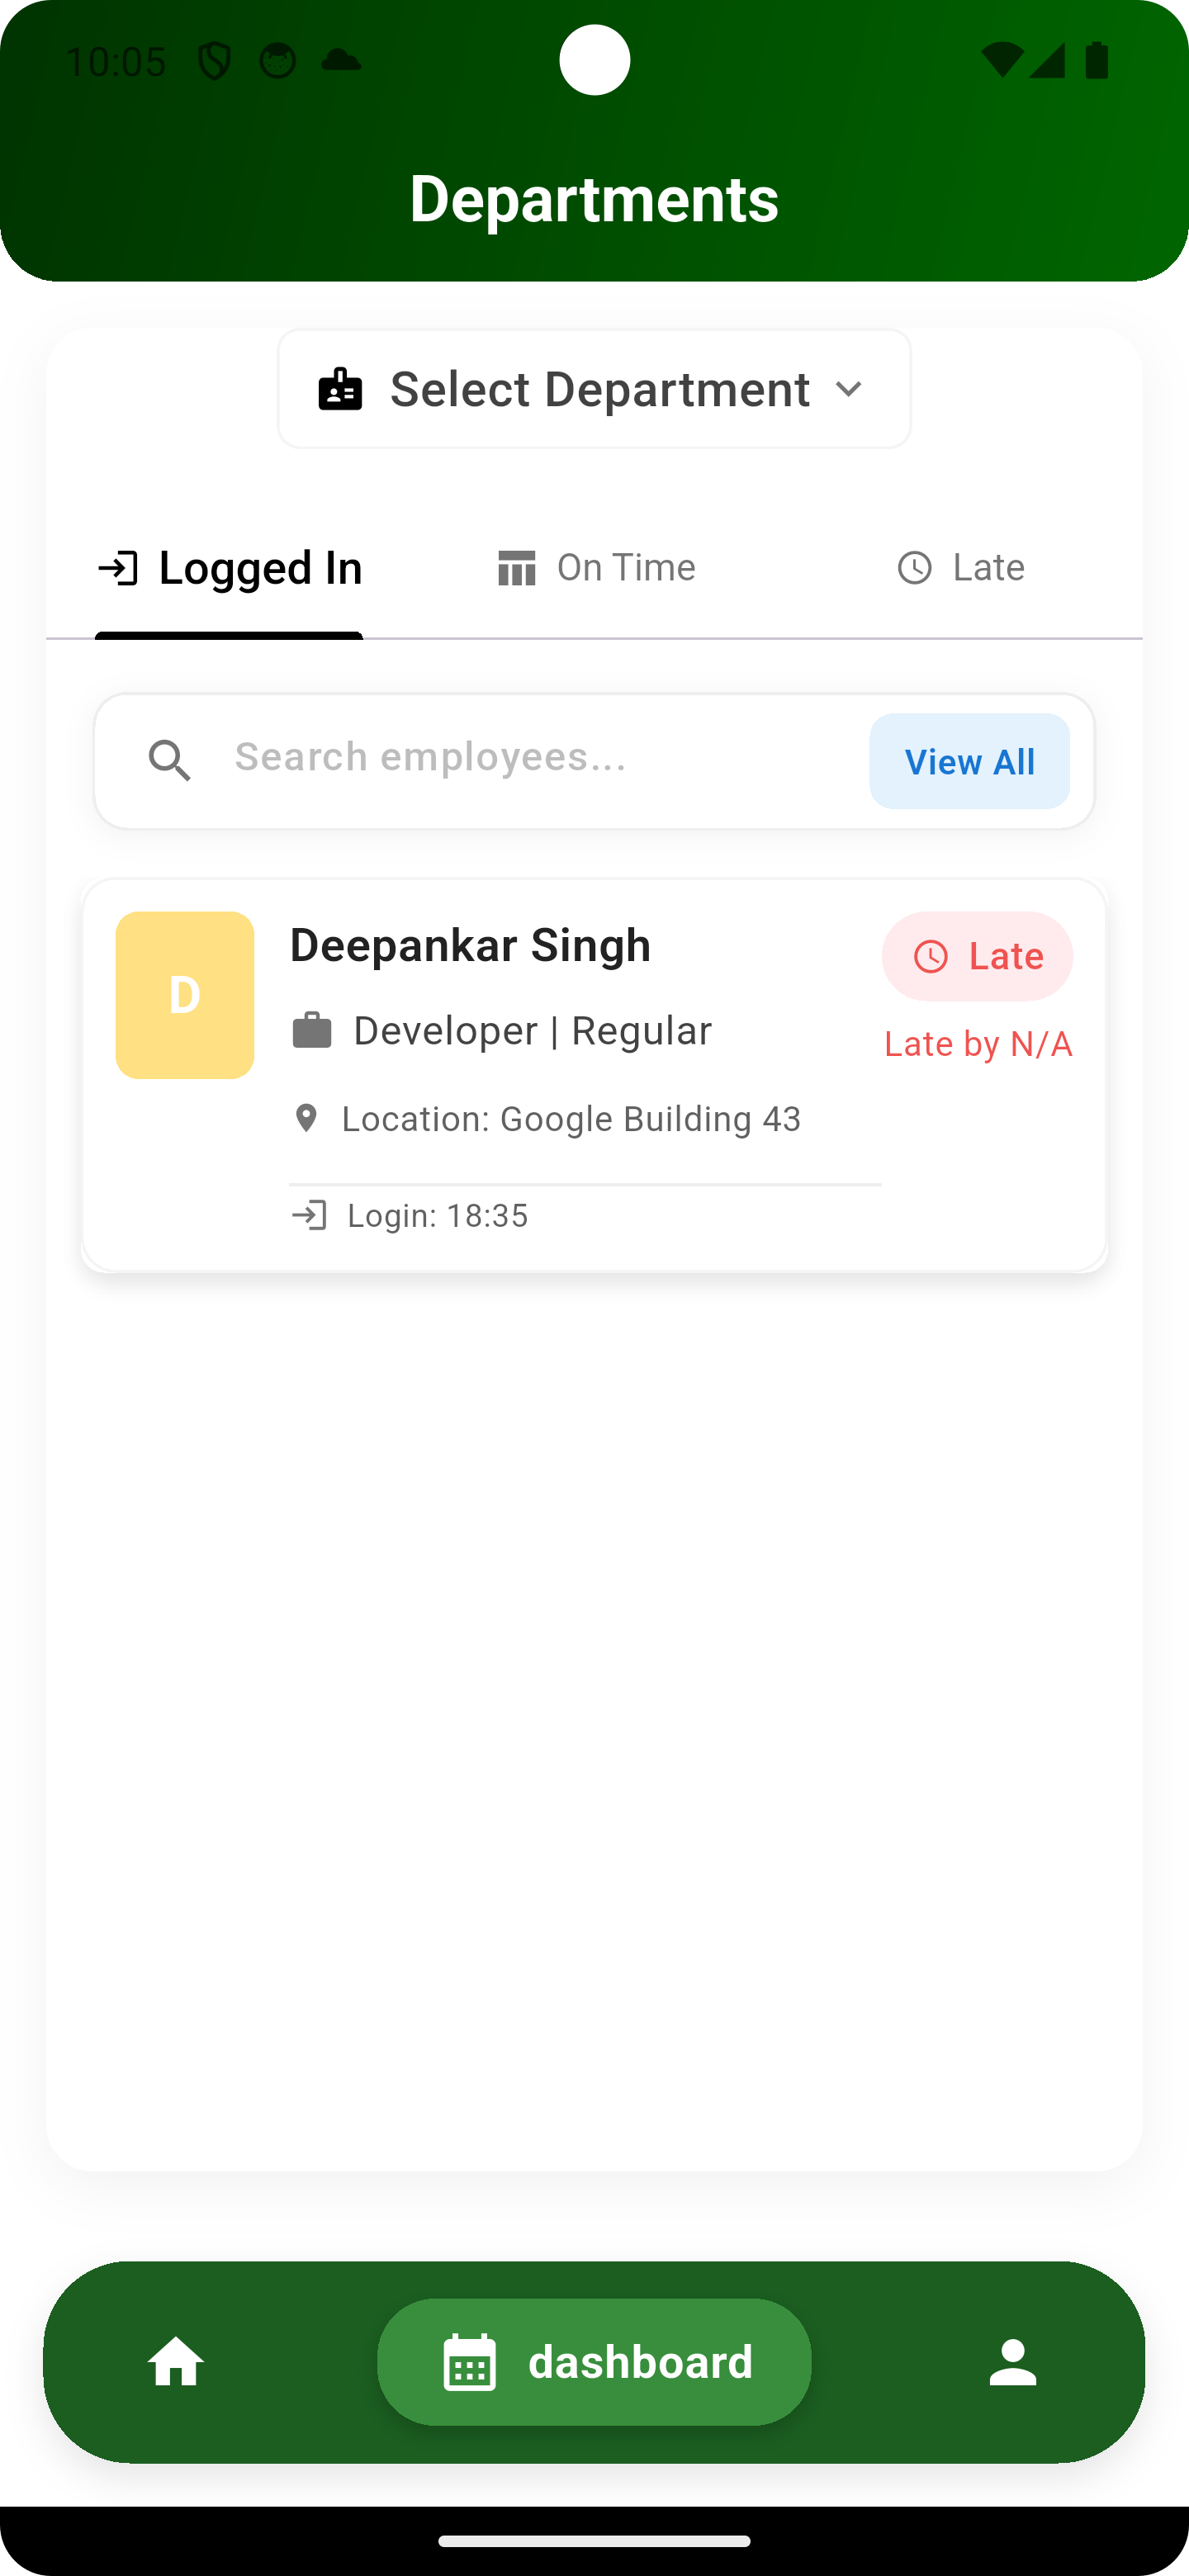 10:05
Departments
Select Department
Logged In On Time Late
Search employees... View All
D
Deepankar Singh
Late
Developer | Regular
Late by N/A
Location: Google Building 43
Login: 18:35
dashboard